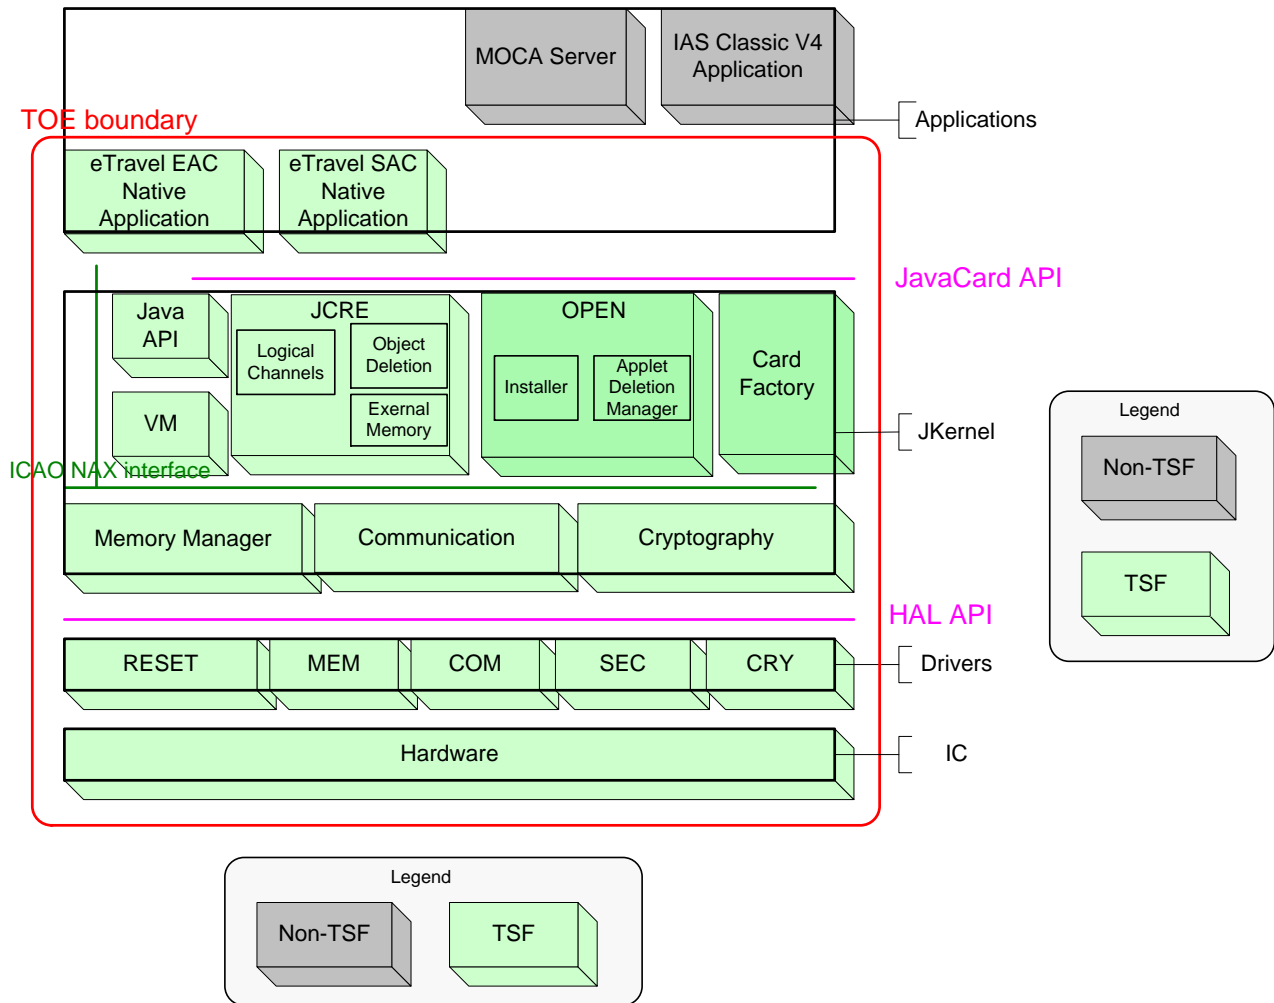 MOCA Server
IAS Classic V4
Application
TOE boundary
Applications
eTravel EAC
Native
Application
eTravel SAC
Native
Application
JavaCard API
Java
API
JCRE
Logical
Channels
Object
Deletion
Exernal
Memory
OPEN
Installer
Applet
Deletion
Manager
Card
Factory
VM
JKernel
ICAO NAX interface
Memory Manager
Communication
Cryptography
HAL API
RESET
MEM
COM
SEC
CRY
Drivers
Hardware
IC
Legend
Non-TSF
TSF
Legend
Non-TSF
TSF